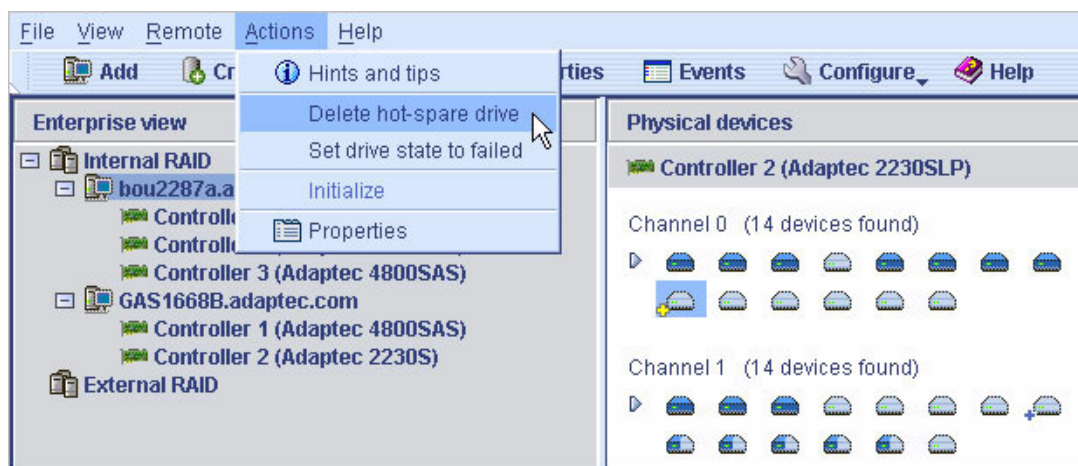 File View Remote Actions Help
Add Cr rties Events Configure Help
Hints and tips
Delete hot-spare drive
Set drive state to failed
Initialize
Properties
Enterprise view
Internal RAID
bou2287a.a
Controlle
Controlle
Controller 3 (Adaptec 4800SAS)
GAS1668B.adaptec.com
Controller 1 (Adaptec 4800SAS)
Controller 2 (Adaptec 2230S)
External RAID
Physical devices
Controller 2 (Adaptec 2230SLP)
Channel 0 (14 devices found)
Channel 1 (14 devices found)